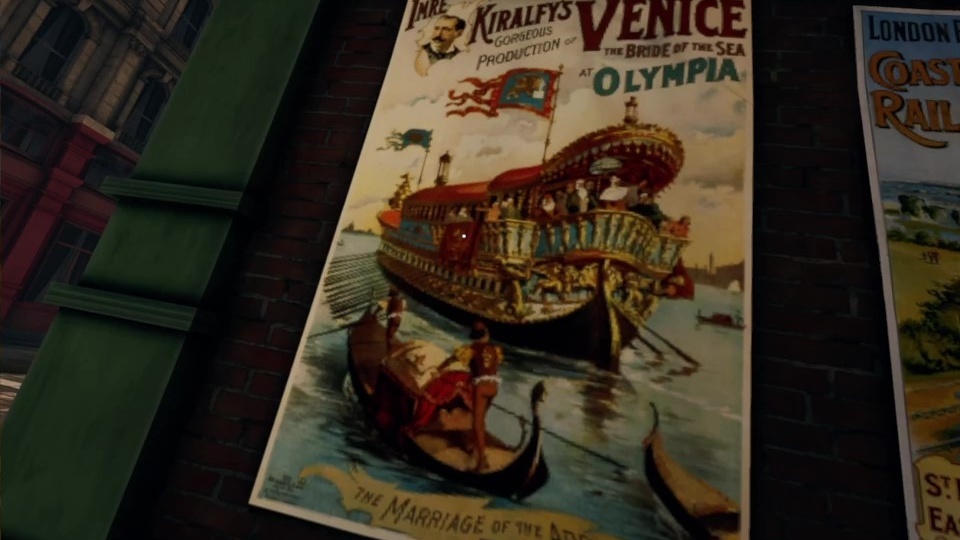 IMRE KIRALFY'S VENICE
GORGEOUS
PRODUCTION OF
THE BRIDE OF THE SEA
AT OLYMPIA
THE MARRIAGE OF THE
LONDON
COAST
RAIL
ST
EAS